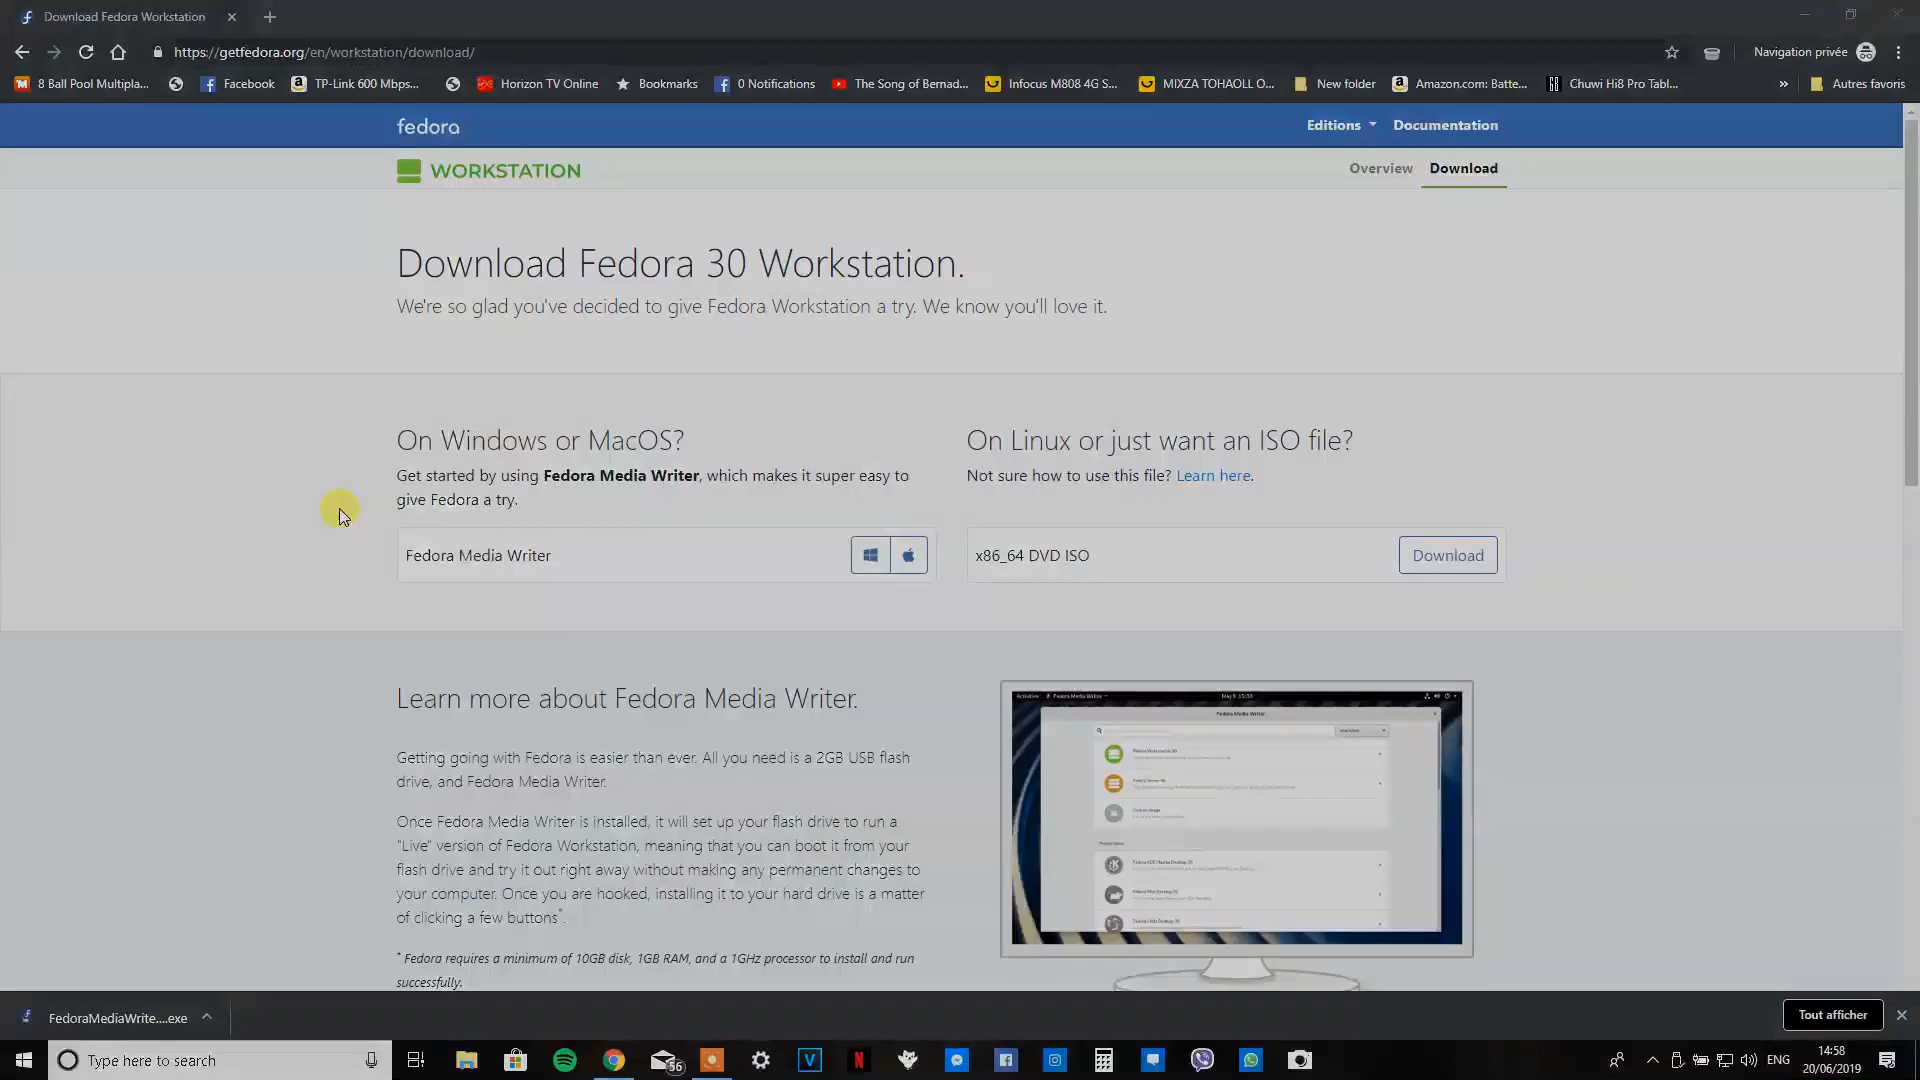 Download Fedora Workstation
https://getfedora.org/en/workstation/download/
Navigation privée
8 Ball Pool Multipla...
Facebook
TP-Link 600 Mbps...
Horizon TV Online
Bookmarks
0 Notifications
The Song of Bernad...
Infocus M808 4G S...
MIXZA TOHAOLL O...
New folder
Amazon.com: Batte...
Chuwi Hi8 Pro Tabl...
»
Autres favoris
fedora
Editions
Documentation
WORKSTATION
Overview
Download
Download Fedora 30 Workstation.
We're so glad you've decided to give Fedora Workstation a try. We know you'll love it.
On Windows or MacOS?
Get started by using Fedora Media Writer, which makes it super easy to
give Fedora a try.
Fedora Media Writer
On Linux or just want an ISO file?
Not sure how to use this file? Learn here.
x86_64 DVD ISO
Download
Learn more about Fedora Media Writer.
Getting going with Fedora is easier than ever. All you need is a 2GB USB flash
drive, and Fedora Media Writer.
Once Fedora Media Writer is installed, it will set up your flash drive to run a
"Live" version of Fedora Workstation, meaning that you can boot it from your
flash drive and try it out right away without making any permanent changes to
your computer. Once you are hooked, installing it to your hard drive is a matter
of clicking a few buttons*.
* Fedora requires a minimum of 10GB disk, 1GB RAM, and a 1GHz processor to install and run
successfully.
Activities
Fedora Media Writer
May 9 15:30
Fedora Media Writer
FedoraMediaWrite....exe
Tout afficher
Type here to search
56
ENG
14:58
20/06/2019